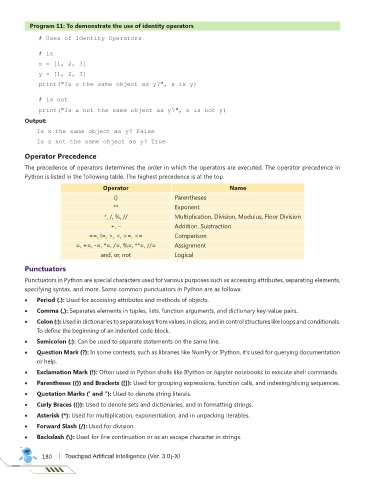 Program 11: To demonstrate the use of identity operators
# Uses of Identity Operators
# is
x = [1, 2, 3]
y = [1, 2, 3]
print("Is x the same object as y?", x is y)
# is not
print("Is x not the same object as y?", x is not y)
Output:
Is x the same object as y? False
Is x not the same object as y? True
Operator Precedence
The precedence of operators determines the order in which the operators are executed. The operator precedence in
Python is listed in the following table. The highest precedence is at the top.
Operator Name
() Parentheses
** Exponent
*, /, %, // Multiplication, Division, Modulus, Floor Division
+, - Addition, Subtraction
==, !=, >, <, >=, <= Comparison
=, +=, -=, *=, /=, %=, **=, //= Assignment
and, or, not Logical
Punctuators
Punctuators in Python are special characters used for various purposes such as accessing attributes, separating elements,
specifying syntax, and more. Some common punctuators in Python are as follows:
• Period (.): Used for accessing attributes and methods of objects.
• Comma (,): Separates elements in tuples, lists, function arguments, and dictionary key-value pairs.
• Colon (:): Used in dictionaries to separate keys from values, in slices, and in control structures like loops and conditionals.
To define the beginning of an indented code block.
• Semicolon (;): Can be used to separate statements on the same line.
• Question Mark (?): In some contexts, such as libraries like NumPy or IPython, it's used for querying documentation
or help.
• Exclamation Mark (!): Often used in Python shells like IPython or Jupyter notebooks to execute shell commands.
• Parentheses (()) and Brackets ([]): Used for grouping expressions, function calls, and indexing/slicing sequences.
• Quotation Marks (' and "): Used to denote string literals.
• Curly Braces ({}): Used to denote sets and dictionaries, and in formatting strings.
• Asterisk (*): Used for multiplication, exponentiation, and in unpacking iterables.
• Forward Slash (/): Used for division.
• Backslash (\): Used for line continuation or as an escape character in strings.
180 Touchpad Artificial Intelligence (Ver. 3.0)-XI